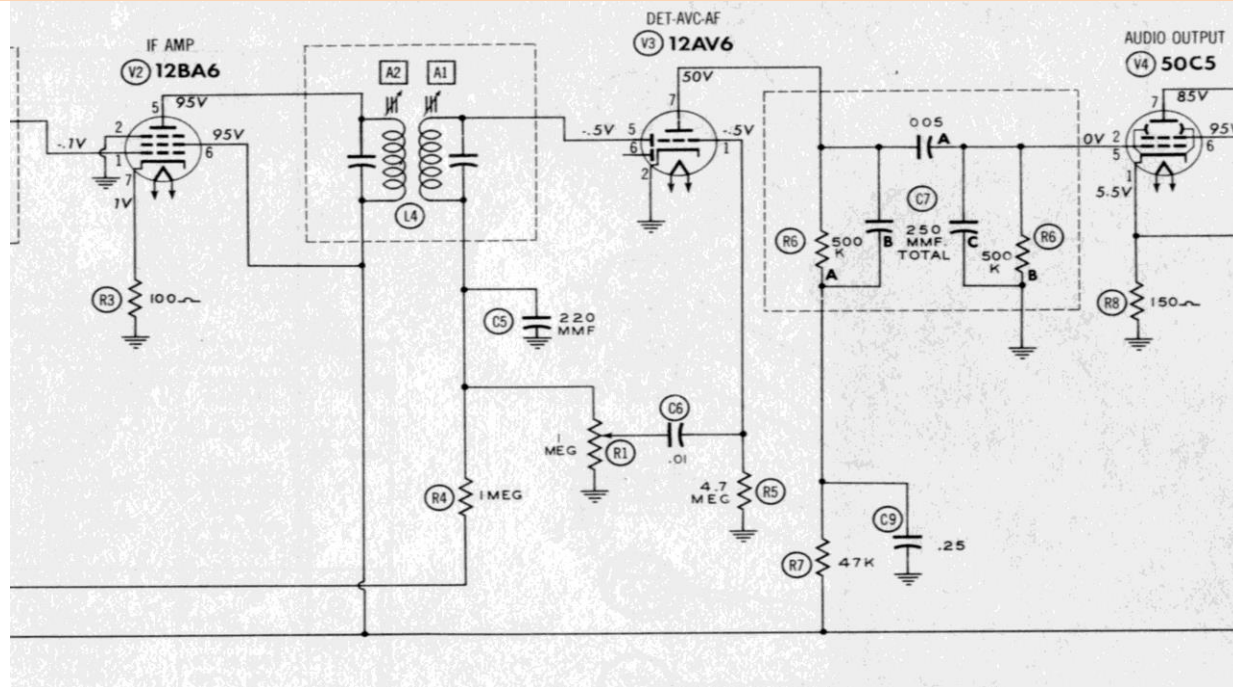 IF AMP
V2 12BA6
A2 A1
5 95V
2
-.1V
1
95V
6
7
1V
R3 100
L4
C5 220
MMF
1
MEG
R1
C6
.01
R4 1 MEG
4.7
MEG
R5
DET-AVC-AF
V3 12AV6
50V
7
-.5V 5
6
2
-.5V
1
005
A
C7
250
MMF.
TOTAL
B
C
R6 500
K
A
500
K
R6
B
R7 47K
C9
.25
AUDIO OUTPUT
V4 50C5
7 85V
0V 2
5
95V
6
1
5.5V
R8 150